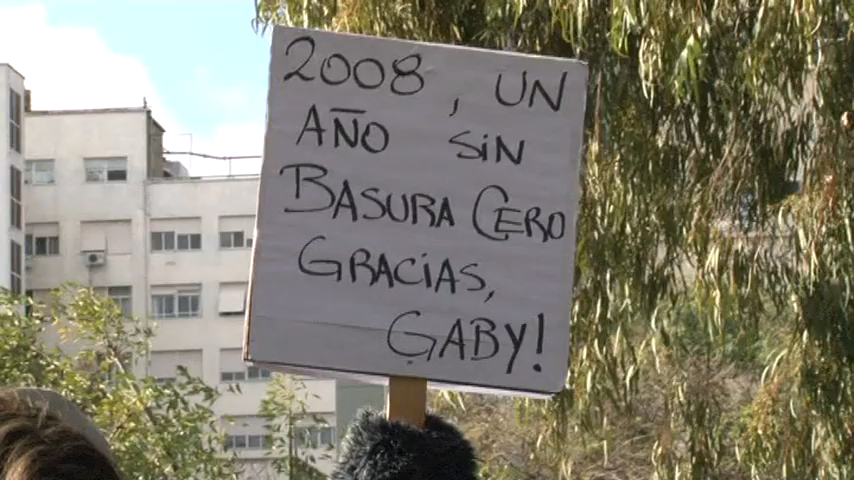 2008, UN
AÑO SiN
BASURA CERO
GRACiAS,
GABY!